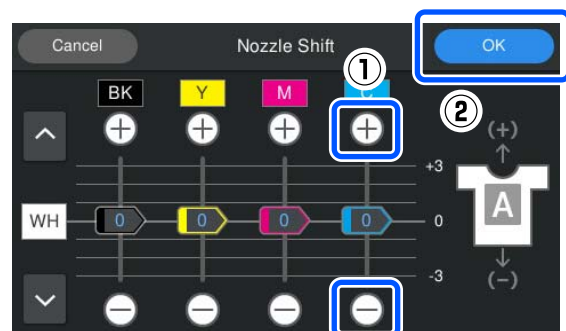 Cancel Nozzle Shift OK
①
BK Y M C
②
+ + + + (+)
+3
WH 0 0 0 0 0 A
-3
(−)
− − − −